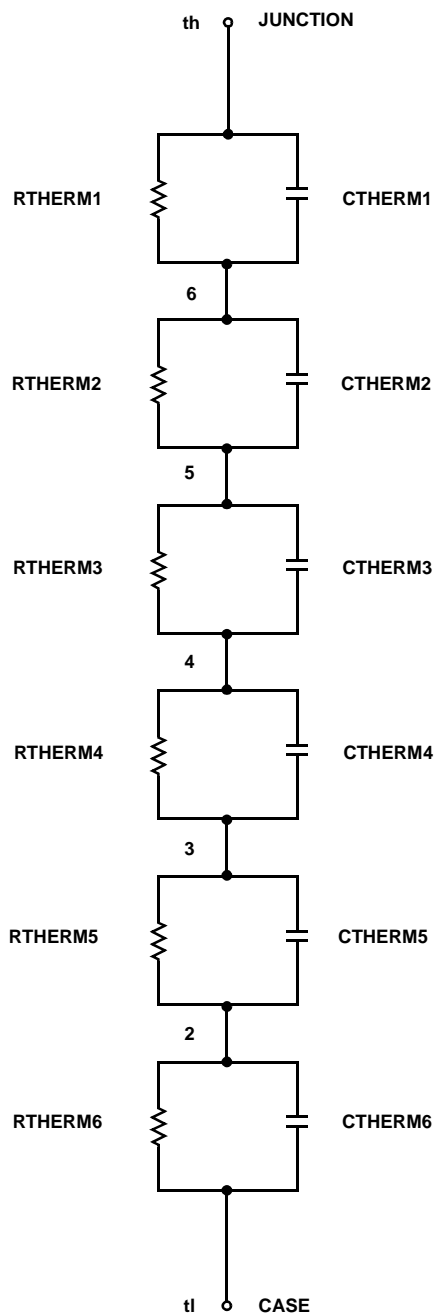 th JUNCTION
RTHERM1 CTHERM1
6
RTHERM2 CTHERM2
5
RTHERM3 CTHERM3
4
RTHERM4 CTHERM4
3
RTHERM5 CTHERM5
2
RTHERM6 CTHERM6
tl CASE